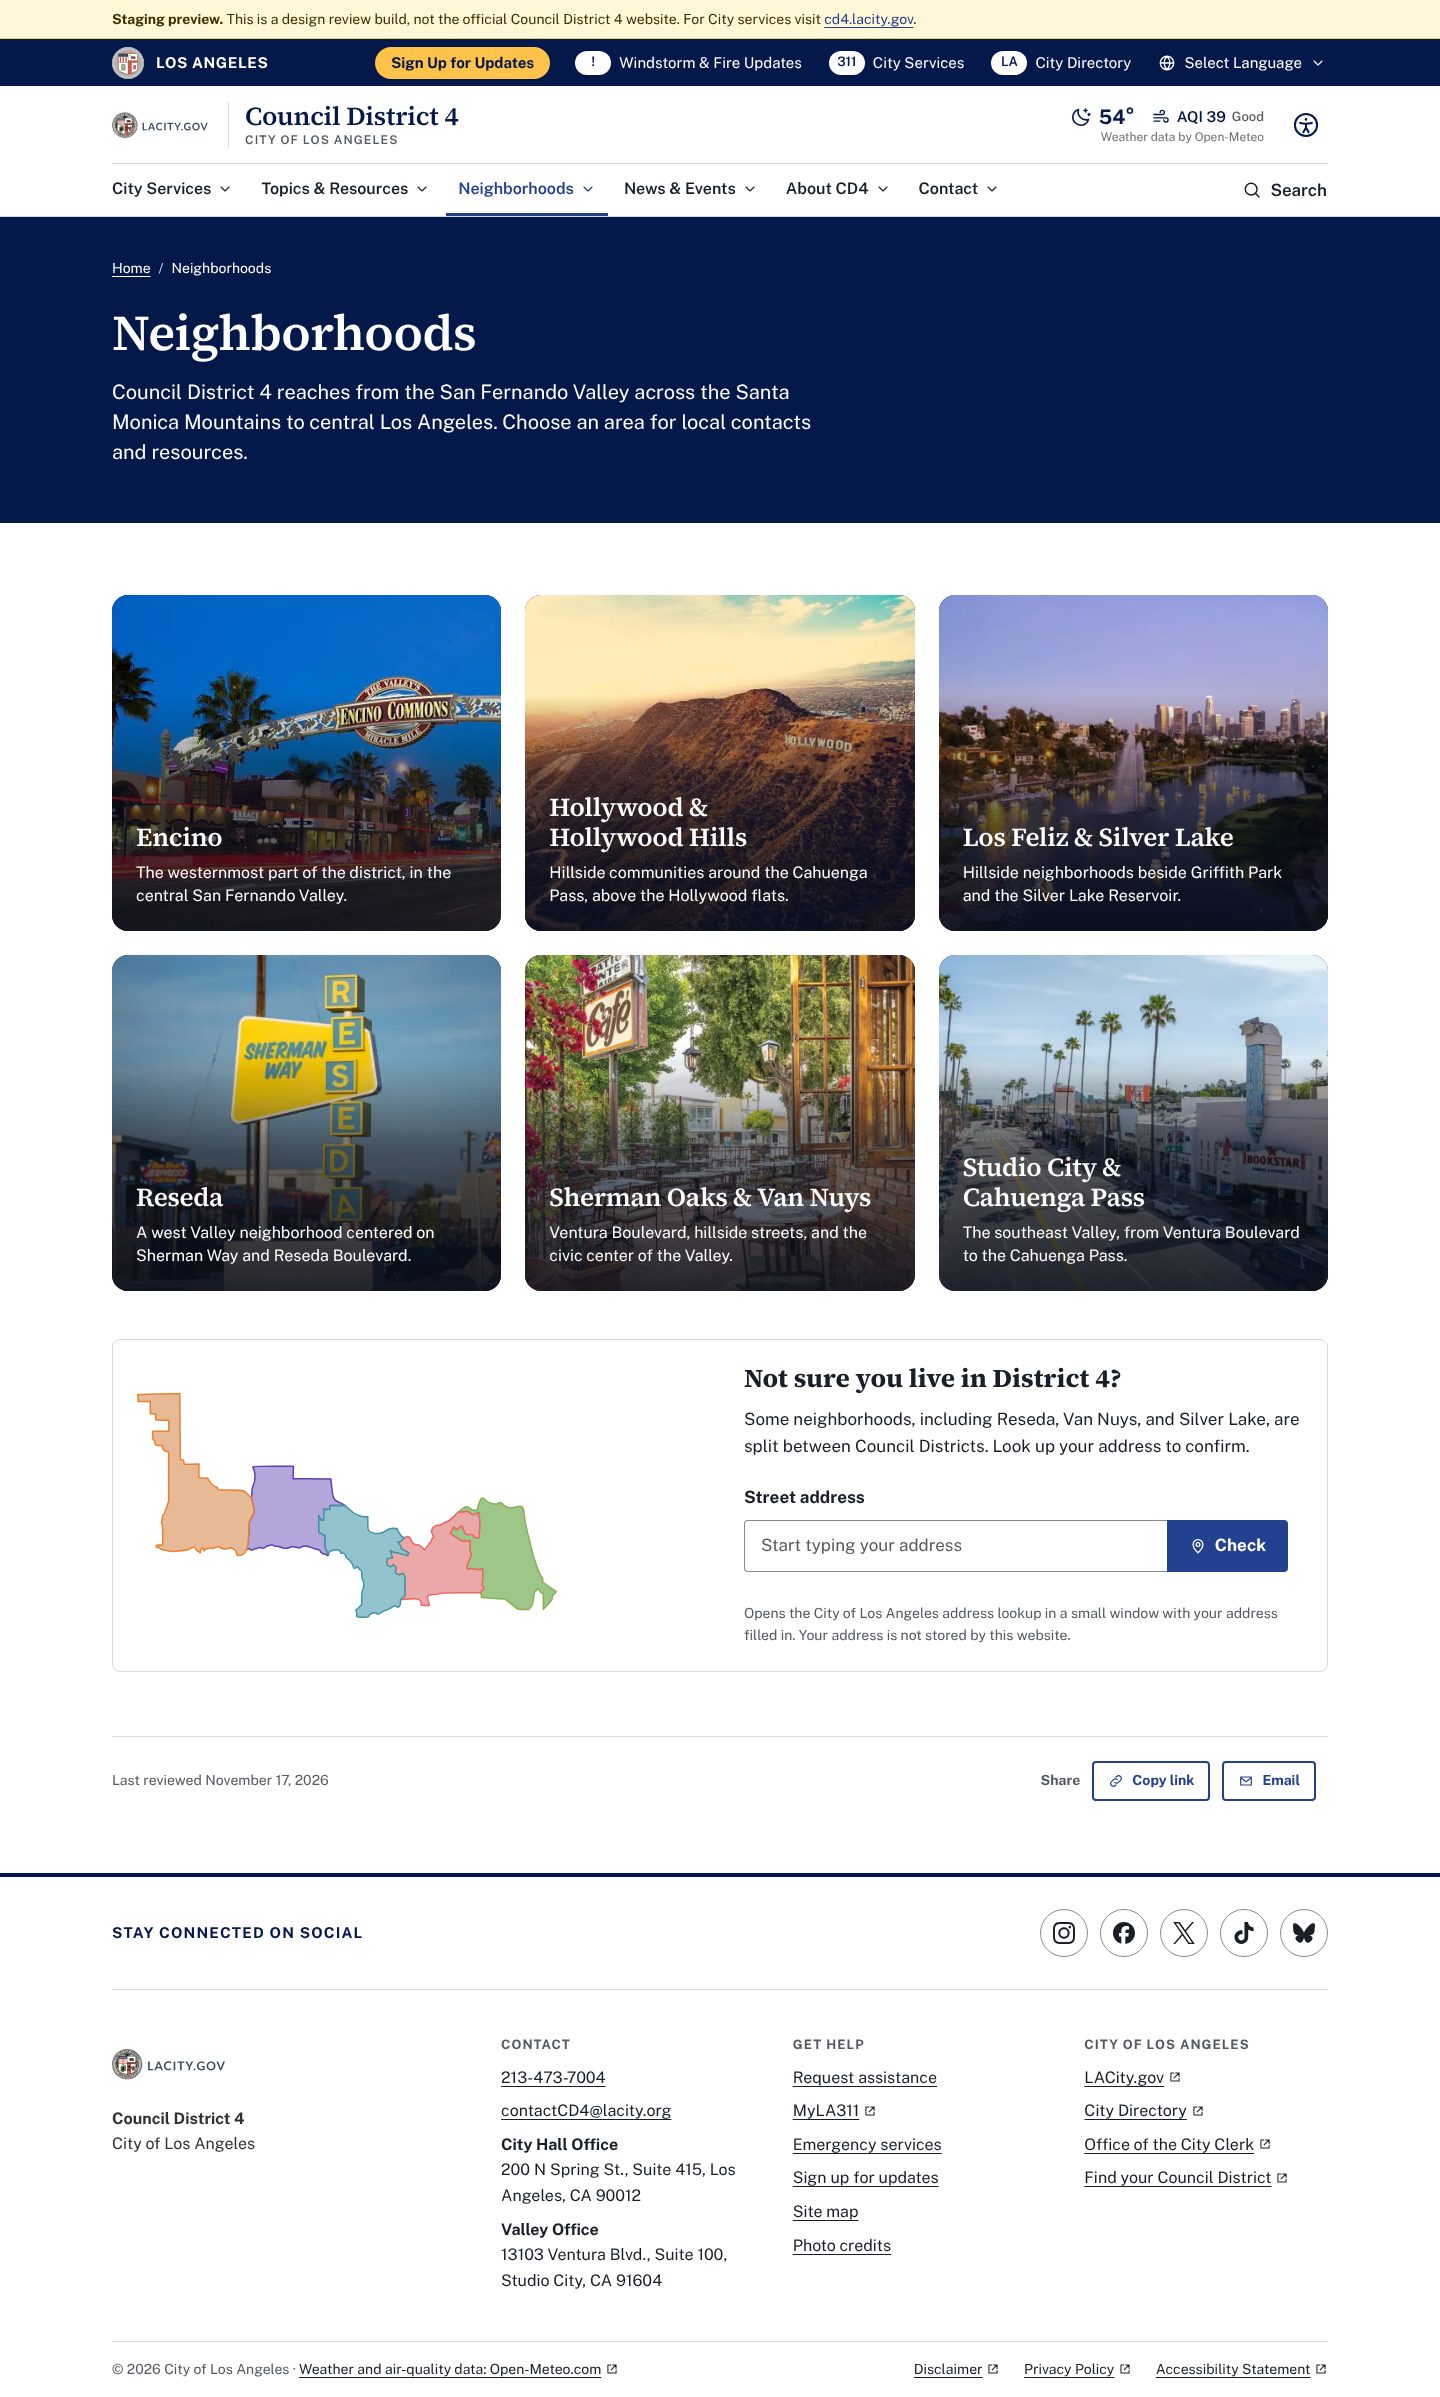 Staging preview. This is a design review build, not the official Council District 4 website. For City services visit cd4.lacity.gov.
LOS ANGELES
Sign Up for Updates
! Windstorm & Fire Updates
311 City Services
LA City Directory
Select Language
LACITY.GOV
Council District 4
CITY OF LOS ANGELES
54°
AQI 39 Good
Weather data by Open-Meteo
City Services
Topics & Resources
Neighborhoods
News & Events
About CD4
Contact
Search
Home / Neighborhoods
Neighborhoods
Council District 4 reaches from the San Fernando Valley across the Santa
Monica Mountains to central Los Angeles. Choose an area for local contacts
and resources.
THE VALLEY'S
ENCINO COMMONS
MIRACLE MILE
Encino
The westernmost part of the district, in the
central San Fernando Valley.
HOLLYWOOD
Hollywood &
Hollywood Hills
Hillside communities around the Cahuenga
Pass, above the Hollywood flats.
Los Feliz & Silver Lake
Hillside neighborhoods beside Griffith Park
and the Silver Lake Reservoir.
SHERMAN
WAY
RESEDA
Reseda
A west Valley neighborhood centered on
Sherman Way and Reseda Boulevard.
Café
Sherman Oaks & Van Nuys
Ventura Boulevard, hillside streets, and the
civic center of the Valley.
BOOKSTAR
Studio City &
Cahuenga Pass
The southeast Valley, from Ventura Boulevard
to the Cahuenga Pass.
Not sure you live in District 4?
Some neighborhoods, including Reseda, Van Nuys, and Silver Lake, are
split between Council Districts. Look up your address to confirm.
Street address
Start typing your address
Check
Opens the City of Los Angeles address lookup in a small window with your address
filled in. Your address is not stored by this website.
Last reviewed November 17, 2026
Share
Copy link
Email
STAY CONNECTED ON SOCIAL
LACITY.GOV
Council District 4
City of Los Angeles
CONTACT
213-473-7004
contactCD4@lacity.org
City Hall Office
200 N Spring St., Suite 415, Los
Angeles, CA 90012
Valley Office
13103 Ventura Blvd., Suite 100,
Studio City, CA 91604
GET HELP
Request assistance
MyLA311
Emergency services
Sign up for updates
Site map
Photo credits
CITY OF LOS ANGELES
LACity.gov
City Directory
Office of the City Clerk
Find your Council District
© 2026 City of Los Angeles · Weather and air-quality data: Open-Meteo.com
Disclaimer
Privacy Policy
Accessibility Statement